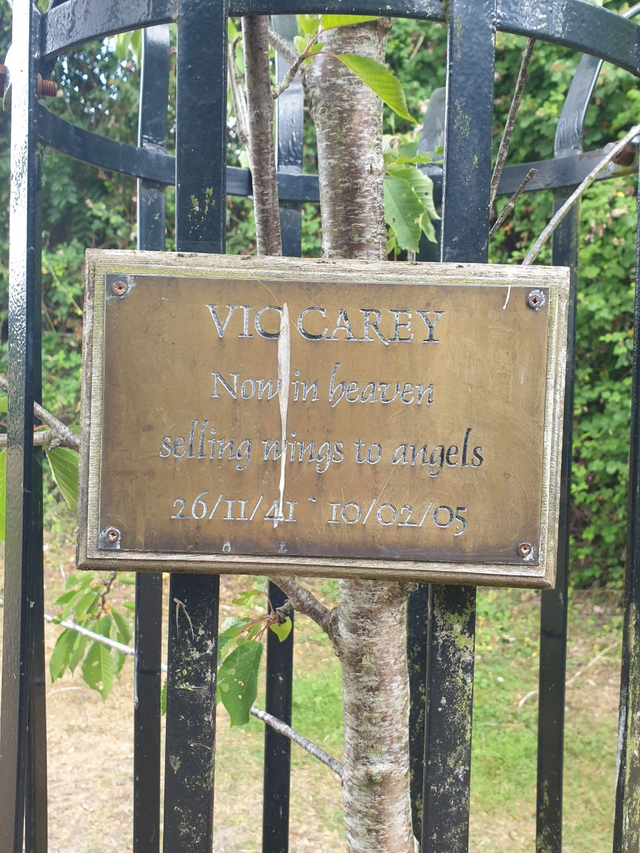 VIC CAREY
Now in heaven
selling wings to angels
26/11/41 ~ 10/02/05